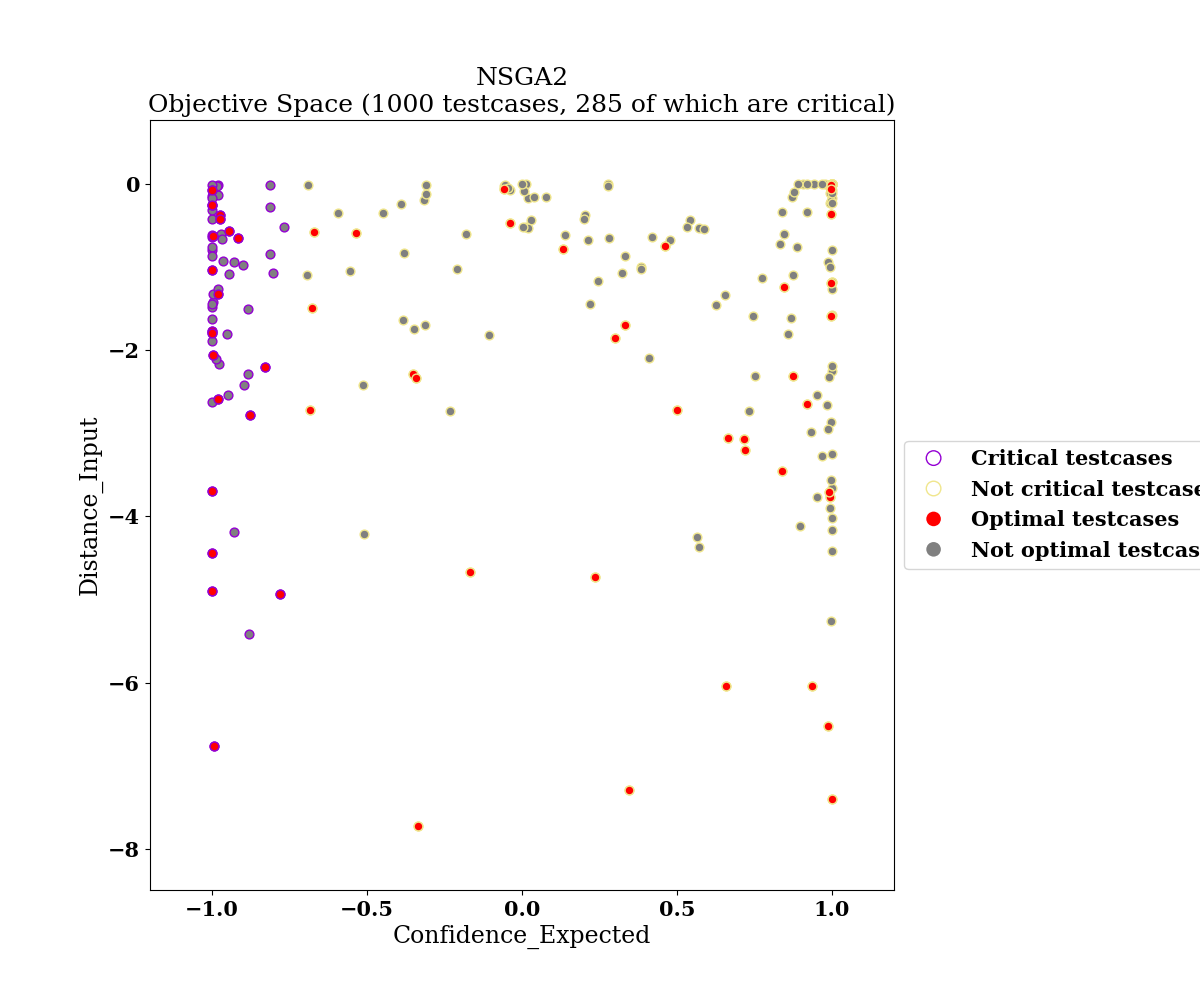 NSGA2
Objective Space (1000 testcases, 285 of which are critical)
0
−2
−4
−6
−8
Distance_Input
−1.0
−0.5
0.0
0.5
1.0
Confidence_Expected
Critical testcases
Not critical testcase
Optimal testcases
Not optimal testcas